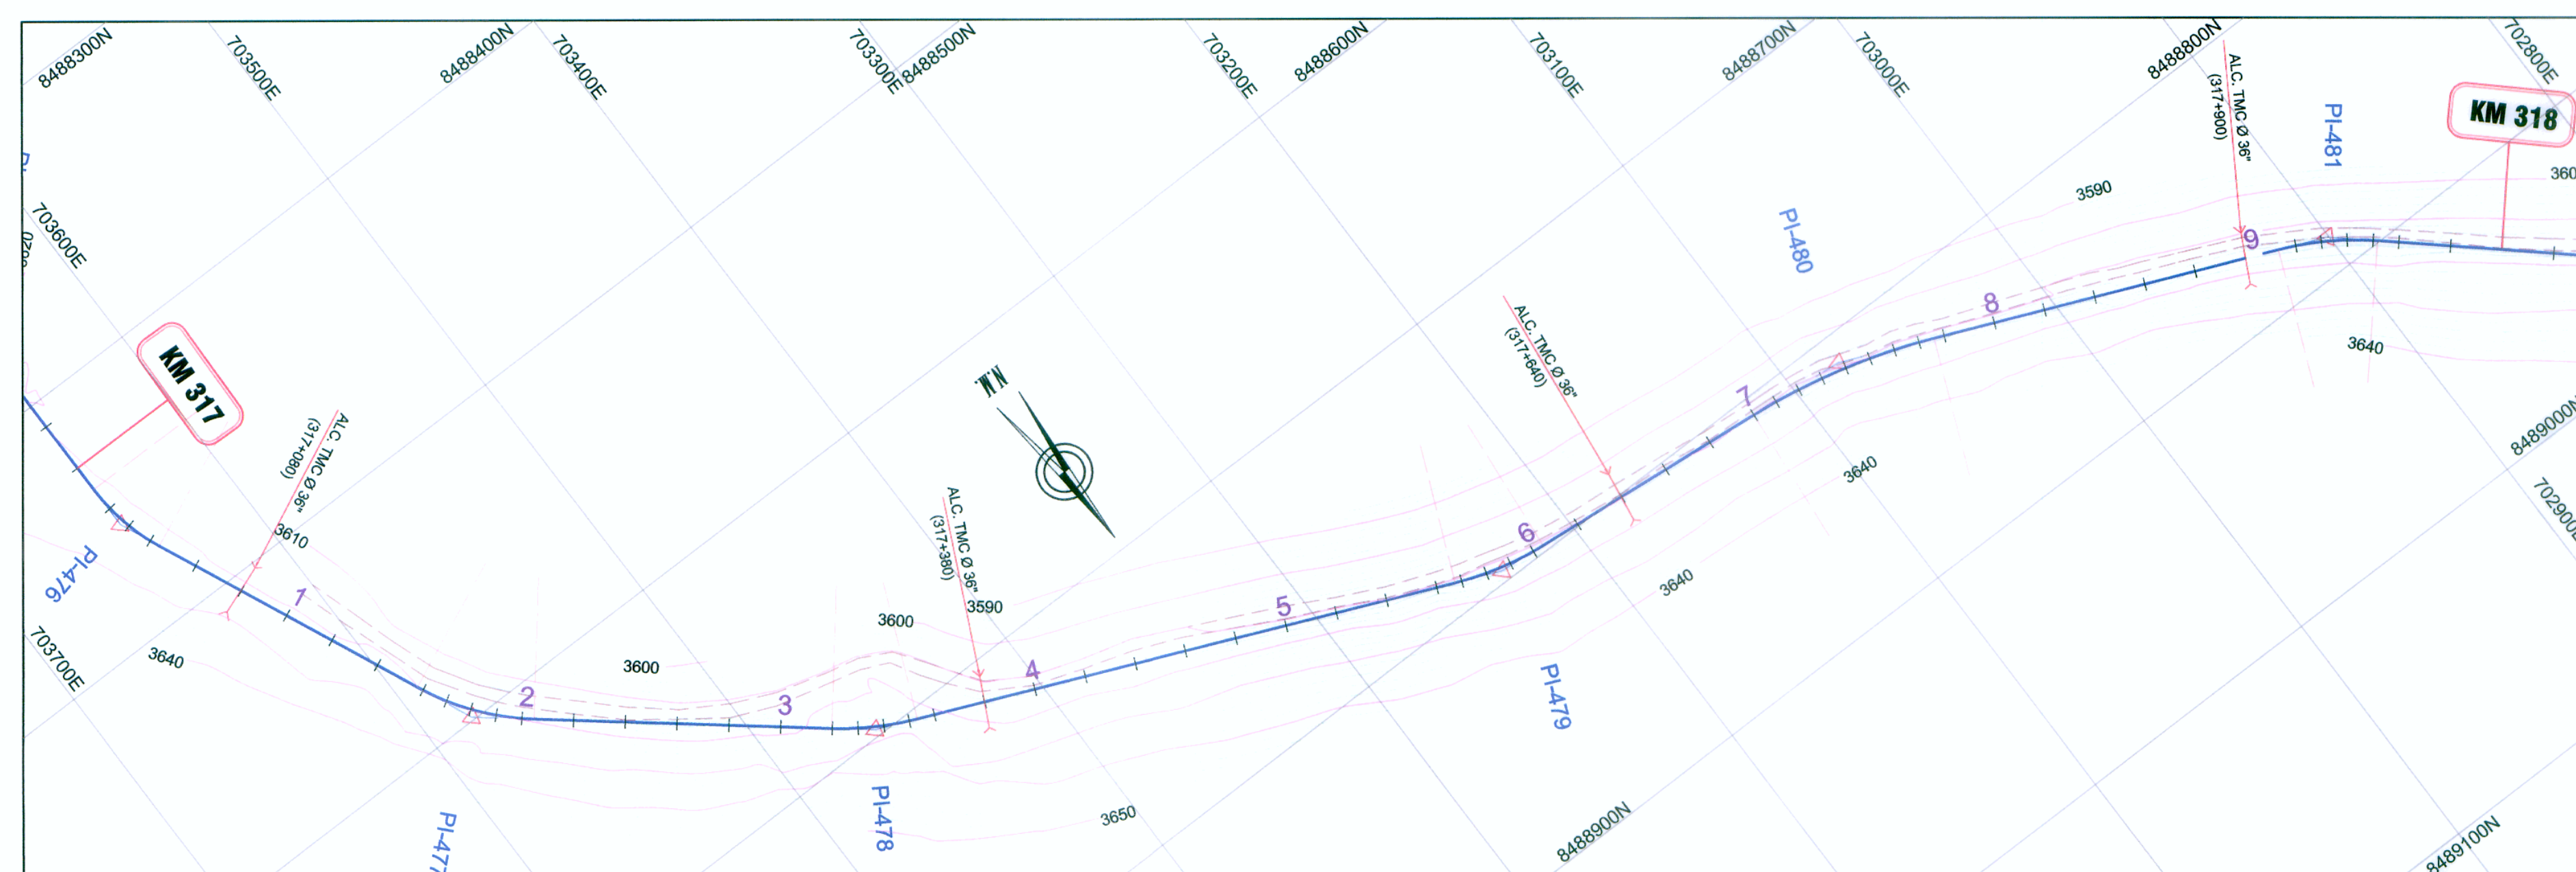 8488300N
703500E
8488400N
703400E
703300E
8488500N
703200E
8488600N
703100E
8488700N
703000E
8488800N
702800E
ALC. TMC Ø 36"
(317+900)
PI-481
KM 318
3590
703600E
PI-480
KM 317
ALC. TMC Ø 36"
(317+640)
9
8
3640
N.M.
7
8489000N
ALC. TMC Ø 36"
(317+080)
3640
702900E
3610
ALC. TMC Ø 36"
(317+380)
6
PI-476
1
3590
5
3640
3600
703700E
3640
3600
4
2
3
PI-479
PI-477
PI-478
3650
8488900N
8489100N